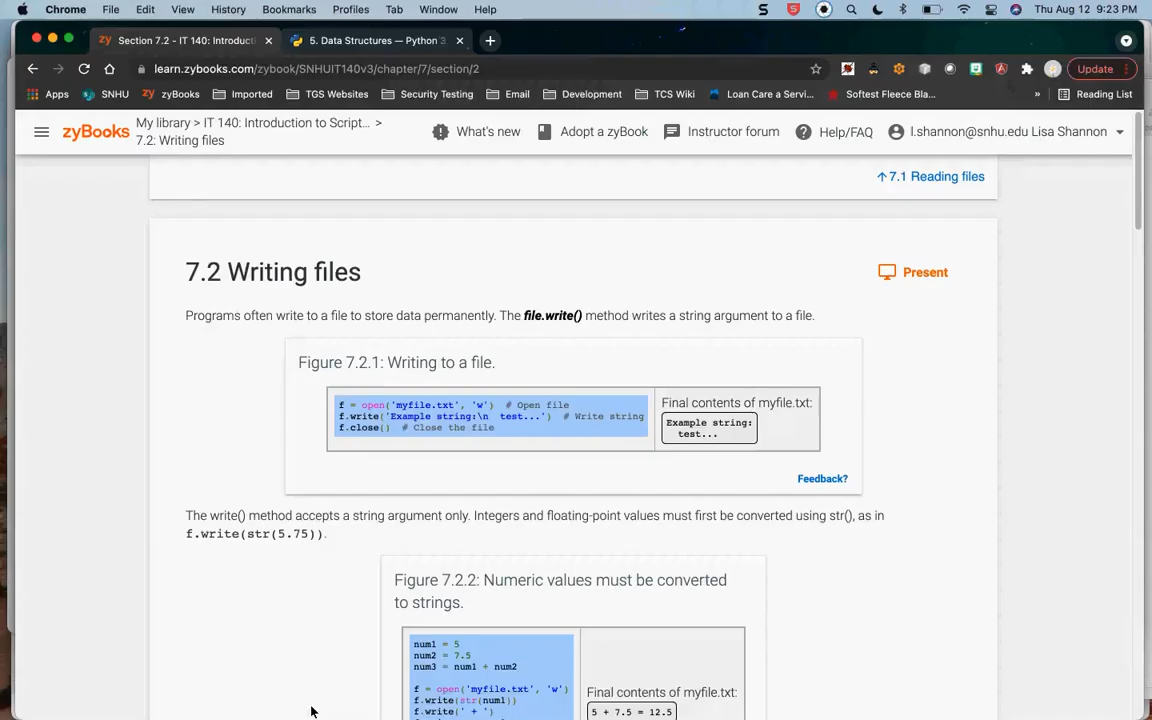 Chrome File Edit View History Bookmarks Profiles Tab Window Help Thu Aug 12 9:23 PM
Section 7.2 - IT 140: Introducti
5. Data Structures — Python 3
learn.zybooks.com/zybook/SNHUIT140v3/chapter/7/section/2
Update
Apps SNHU zyBooks Imported TGS Websites Security Testing Email Development TCS Wiki Loan Care a Servi... Softest Fleece Bla... » Reading List
zyBooks
My library > IT 140: Introduction to Script... >
7.2: Writing files
What's new Adopt a zyBook Instructor forum Help/FAQ l.shannon@snhu.edu Lisa Shannon
↑7.1 Reading files
7.2 Writing files
Present
Programs often write to a file to store data permanently. The file.write() method writes a string argument to a file.
Figure 7.2.1: Writing to a file.
f = open('myfile.txt', 'w')  # Open file
f.write('Example string:\n  test...')  # Write string
f.close()  # Close the file
Final contents of myfile.txt:
Example string:
test...
Feedback?
The write() method accepts a string argument only. Integers and floating-point values must first be converted using str(), as in
f.write(str(5.75)).
Figure 7.2.2: Numeric values must be converted
to strings.
num1 = 5
num2 = 7.5
num3 = num1 + num2
f = open('myfile.txt', 'w')
f.write(str(num1))
f.write(' + ')
Final contents of myfile.txt:
5 + 7.5 = 12.5